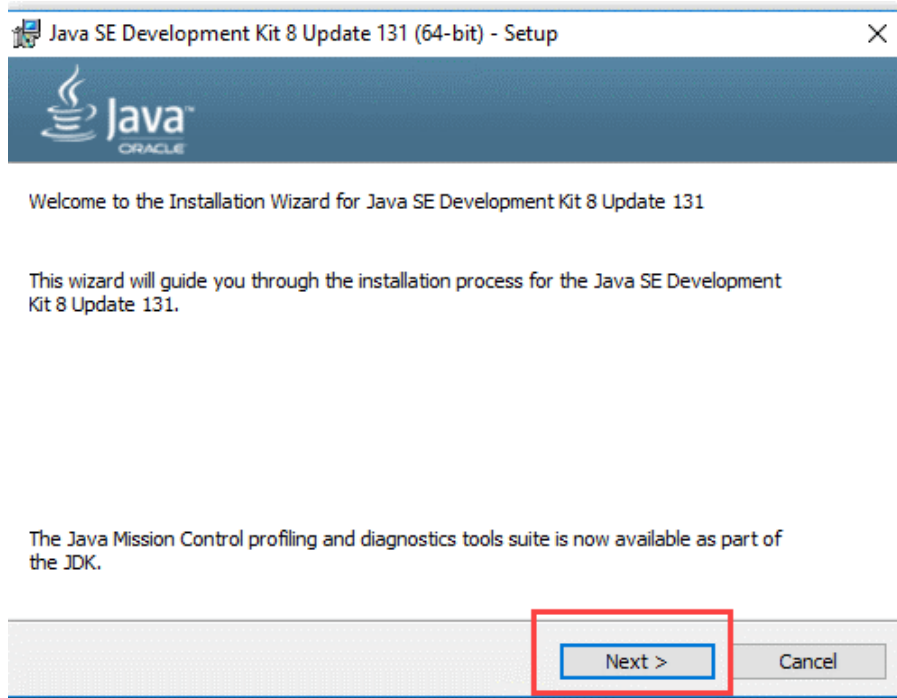 Java SE Development Kit 8 Update 131 (64-bit) - Setup
Java™
ORACLE
Welcome to the Installation Wizard for Java SE Development Kit 8 Update 131
This wizard will guide you through the installation process for the Java SE Development
Kit 8 Update 131.
The Java Mission Control profiling and diagnostics tools suite is now available as part of
the JDK.
Next >
Cancel